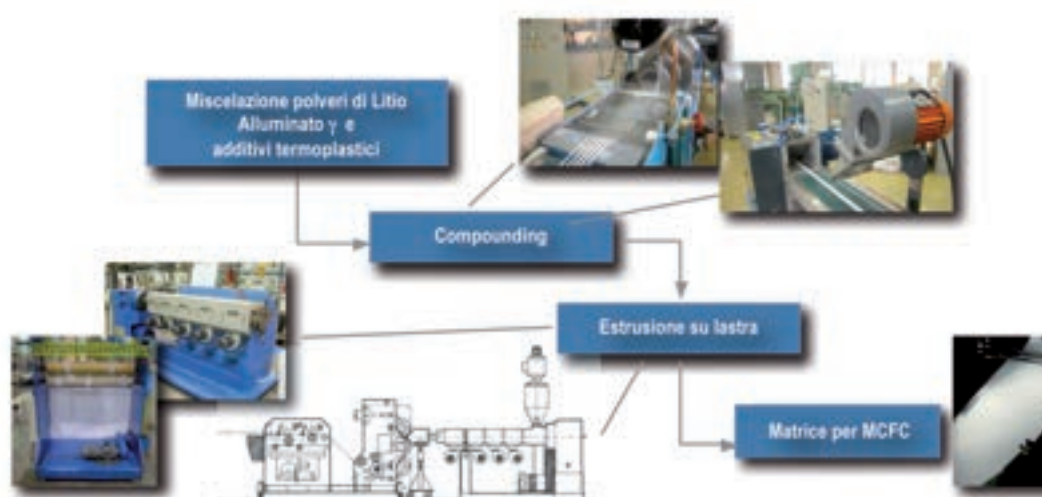 Miscelazione polveri di Litio
Alluminato γ e
additivi termoplastici
Compounding
Estrusione su lastra
Matrice per MCFC